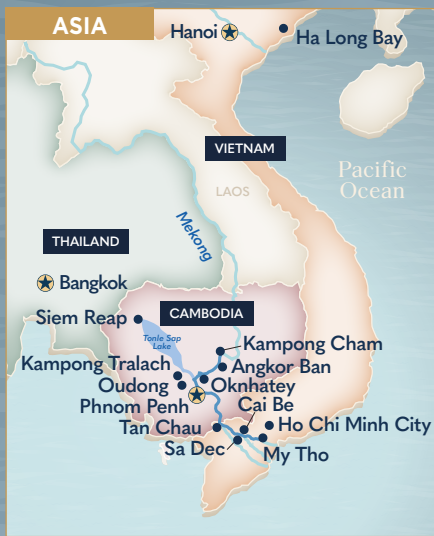 ASIA
Hanoi
Ha Long Bay
VIETNAM
Pacific
Ocean
LAOS
Mekong
THAILAND
Bangkok
CAMBODIA
Siem Reap
Tonle Sap
Lake
Kampong Cham
Kampong Tralach
Angkor Ban
Oudong
Oknhatey
Phnom Penh
Cai Be
Tan Chau
Ho Chi Minh City
Sa Dec
My Tho